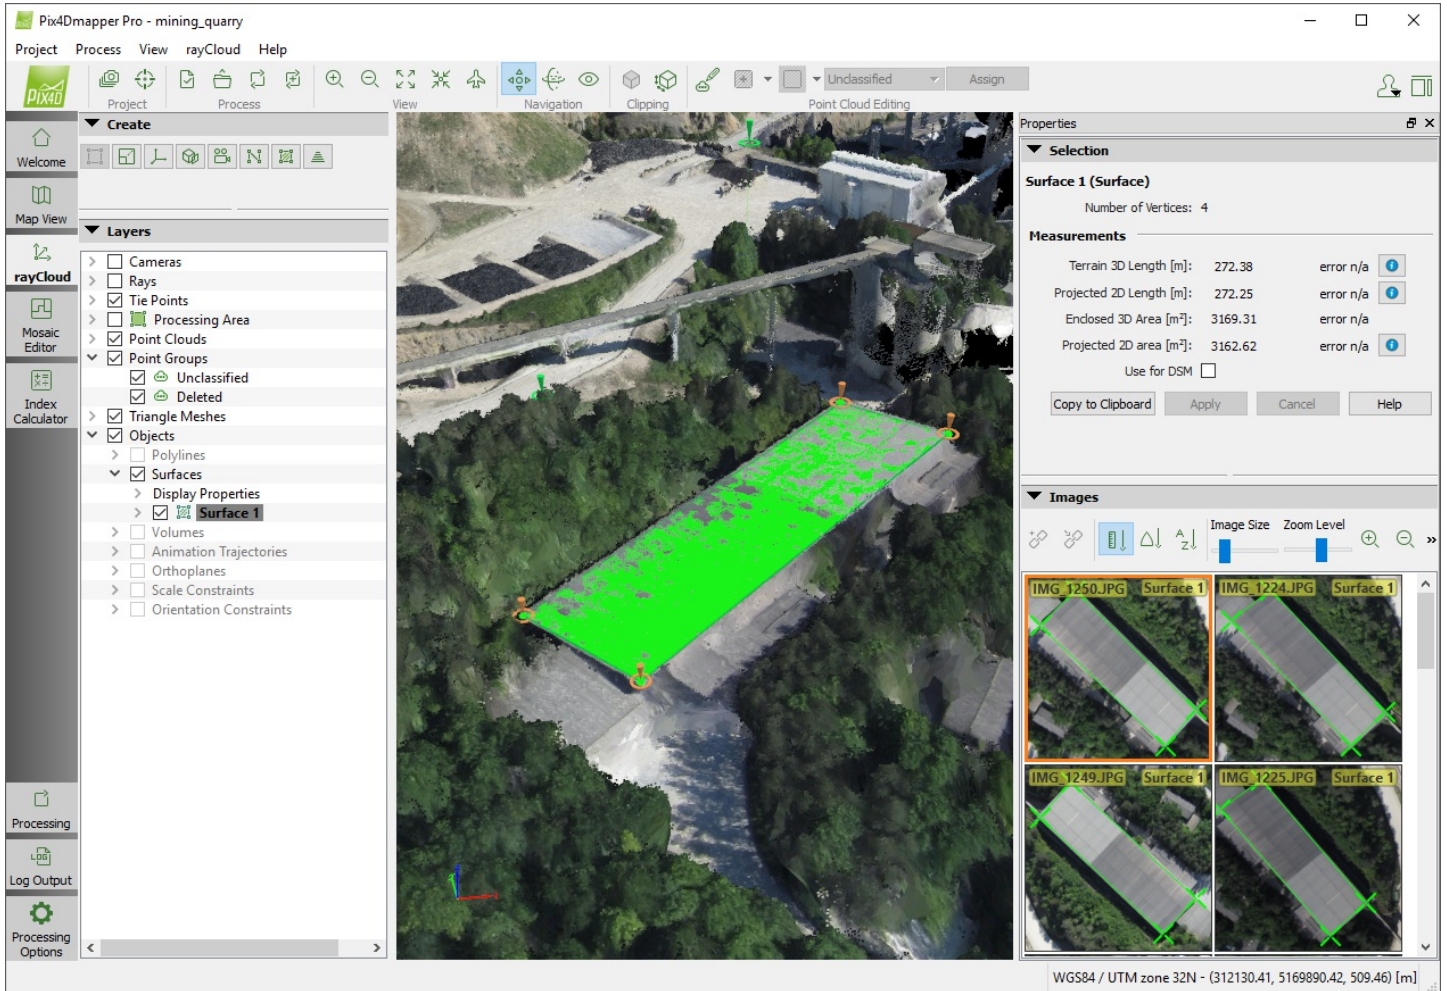 Pix4Dmapper Pro - mining_quarry
Project Process View rayCloud Help
PIX4D
Project Process View Navigation Clipping Point Cloud Editing
Unclassified
Assign
Welcome
Map View
rayCloud
Mosaic
Editor
Index
Calculator
Processing
LOG
Log Output
Processing
Options
Create
Layers
Cameras
Rays
Tie Points
Processing Area
Point Clouds
Point Groups
Unclassified
Deleted
Triangle Meshes
Objects
Polylines
Surfaces
Display Properties
Surface 1
Volumes
Animation Trajectories
Orthoplanes
Scale Constraints
Orientation Constraints
Properties
Selection
Surface 1 (Surface)
Number of Vertices: 4
Measurements
Terrain 3D Length [m]: 272.38 error n/a
Projected 2D Length [m]: 272.25 error n/a
Enclosed 3D Area [m²]: 3169.31 error n/a
Projected 2D area [m²]: 3162.62 error n/a
Use for DSM
Copy to Clipboard Apply Cancel Help
Images
Image Size Zoom Level
IMG_1250.JPG Surface 1
IMG_1224.JPG Surface 1
IMG_1249.JPG Surface 1
IMG_1225.JPG Surface 1
WGS84 / UTM zone 32N - (312130.41, 5169890.42, 509.46) [m]